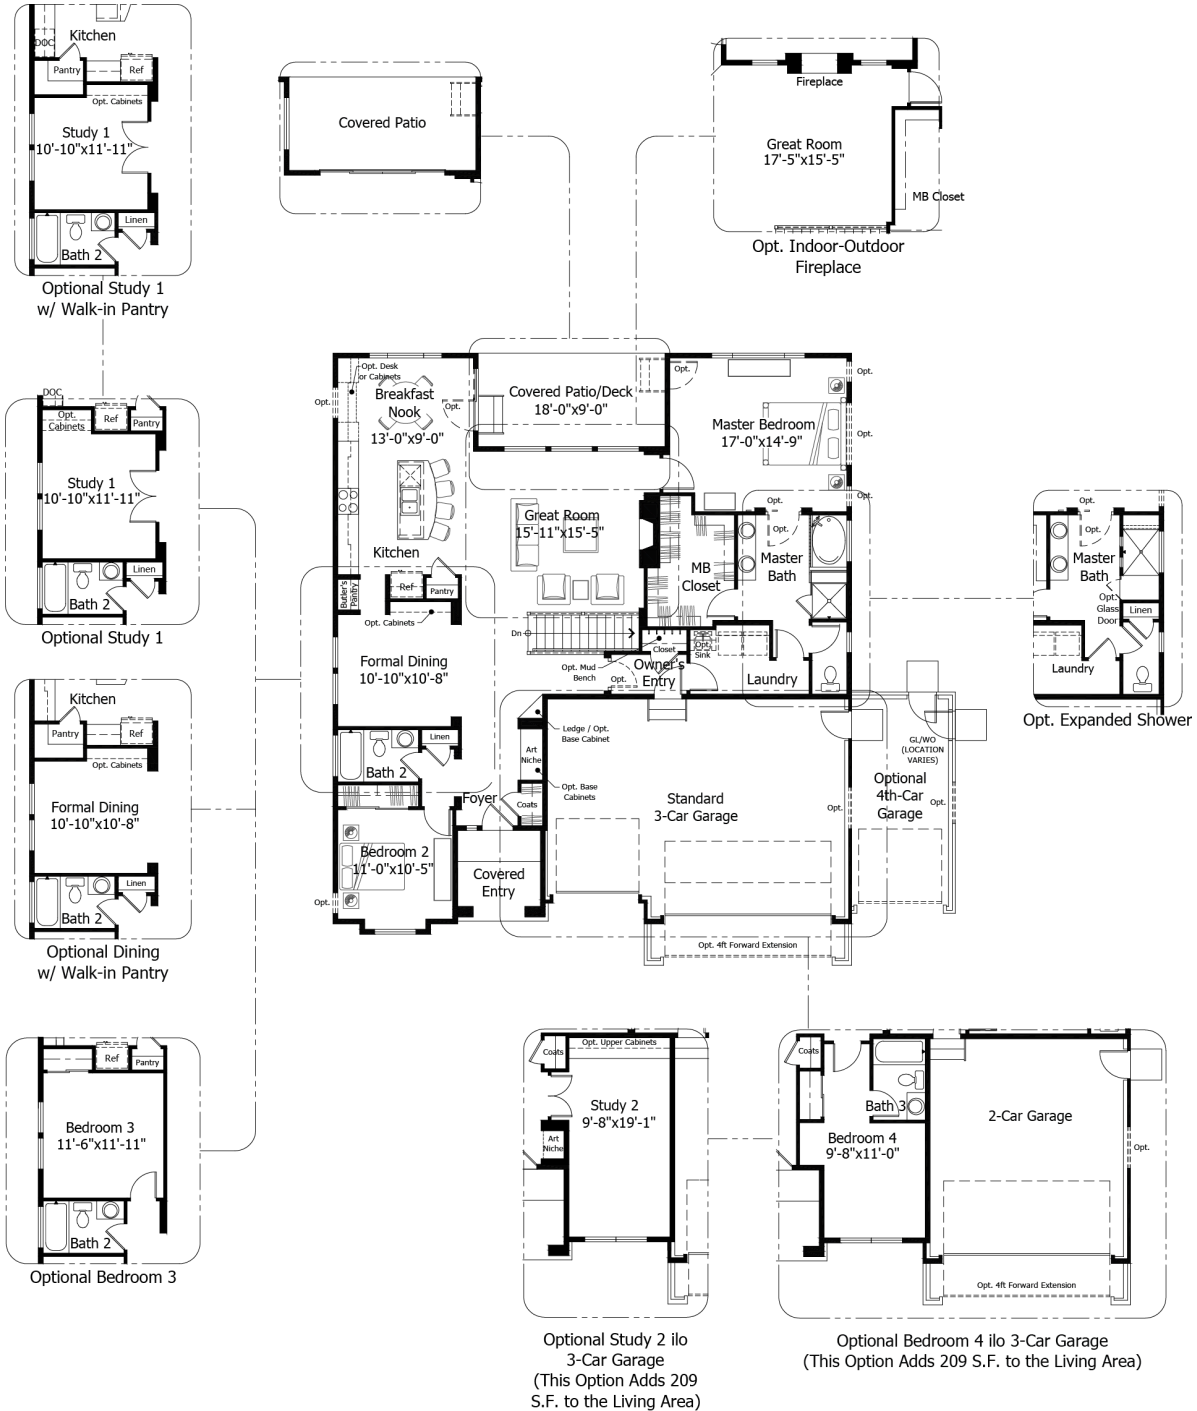 DOC
Kitchen
Pantry
Ref
Opt. Cabinets
Study 1
10'-10"x11'-11"
Linen
Bath 2
Optional Study 1
w/ Walk-in Pantry
Covered Patio
Fireplace
Great Room
17'-5"x15'-5"
MB Closet
Opt. Indoor-Outdoor
Fireplace
DOC
Opt.
Cabinets
Ref
Pantry
Study 1
10'-10"x11'-11"
Linen
Bath 2
Optional Study 1
Kitchen
Pantry
Ref
Opt. Cabinets
Formal Dining
10'-10"x10'-8"
Linen
Bath 2
Optional Dining
w/ Walk-in Pantry
Ref
Pantry
Bedroom 3
11'-6"x11'-11"
Bath 2
Optional Bedroom 3
Opt. Desk
or Cabinets
Breakfast
Nook
13'-0"x9'-0"
Opt.
Opt.
Covered Patio/Deck
18'-0"x9'-0"
Opt.
Opt.
Master Bedroom
17'-0"x14'-9"
Opt.
Opt.
Opt.
Opt.
Great Room
15'-11"x15'-5"
Kitchen
Master
Bath
MB
Closet
Butler's
Pantry
Ref
Pantry
Opt. Cabinets
Dn
Closet
Opt.
Sink
Opt. Mud
Bench
Owner's
Entry
Opt.
Laundry
Formal Dining
10'-10"x10'-8"
Linen
Bath 2
Ledge / Opt.
Base Cabinet
Art
Niche
Opt. Base
Cabinets
Foyer
Coats
Standard
3-Car Garage
Opt.
GL/WO
(LOCATION
VARIES)
Optional
4th-Car
Garage
Opt.
Bedroom 2
11'-0"x10'-5"
Opt.
Covered
Entry
Opt. 4ft Forward Extension
Opt.
Opt.
Master
Bath
Opt.
Glass
Door
Linen
Laundry
Opt. Expanded Shower
Coats
Opt. Upper Cabinets
Study 2
9'-8"x19'-1"
Art
Niche
Optional Study 2 ilo
3-Car Garage
(This Option Adds 209
S.F. to the Living Area)
Coats
Bath 3
Bedroom 4
9'-8"x11'-0"
2-Car Garage
Opt.
Opt. 4ft Forward Extension
Optional Bedroom 4 ilo 3-Car Garage
(This Option Adds 209 S.F. to the Living Area)